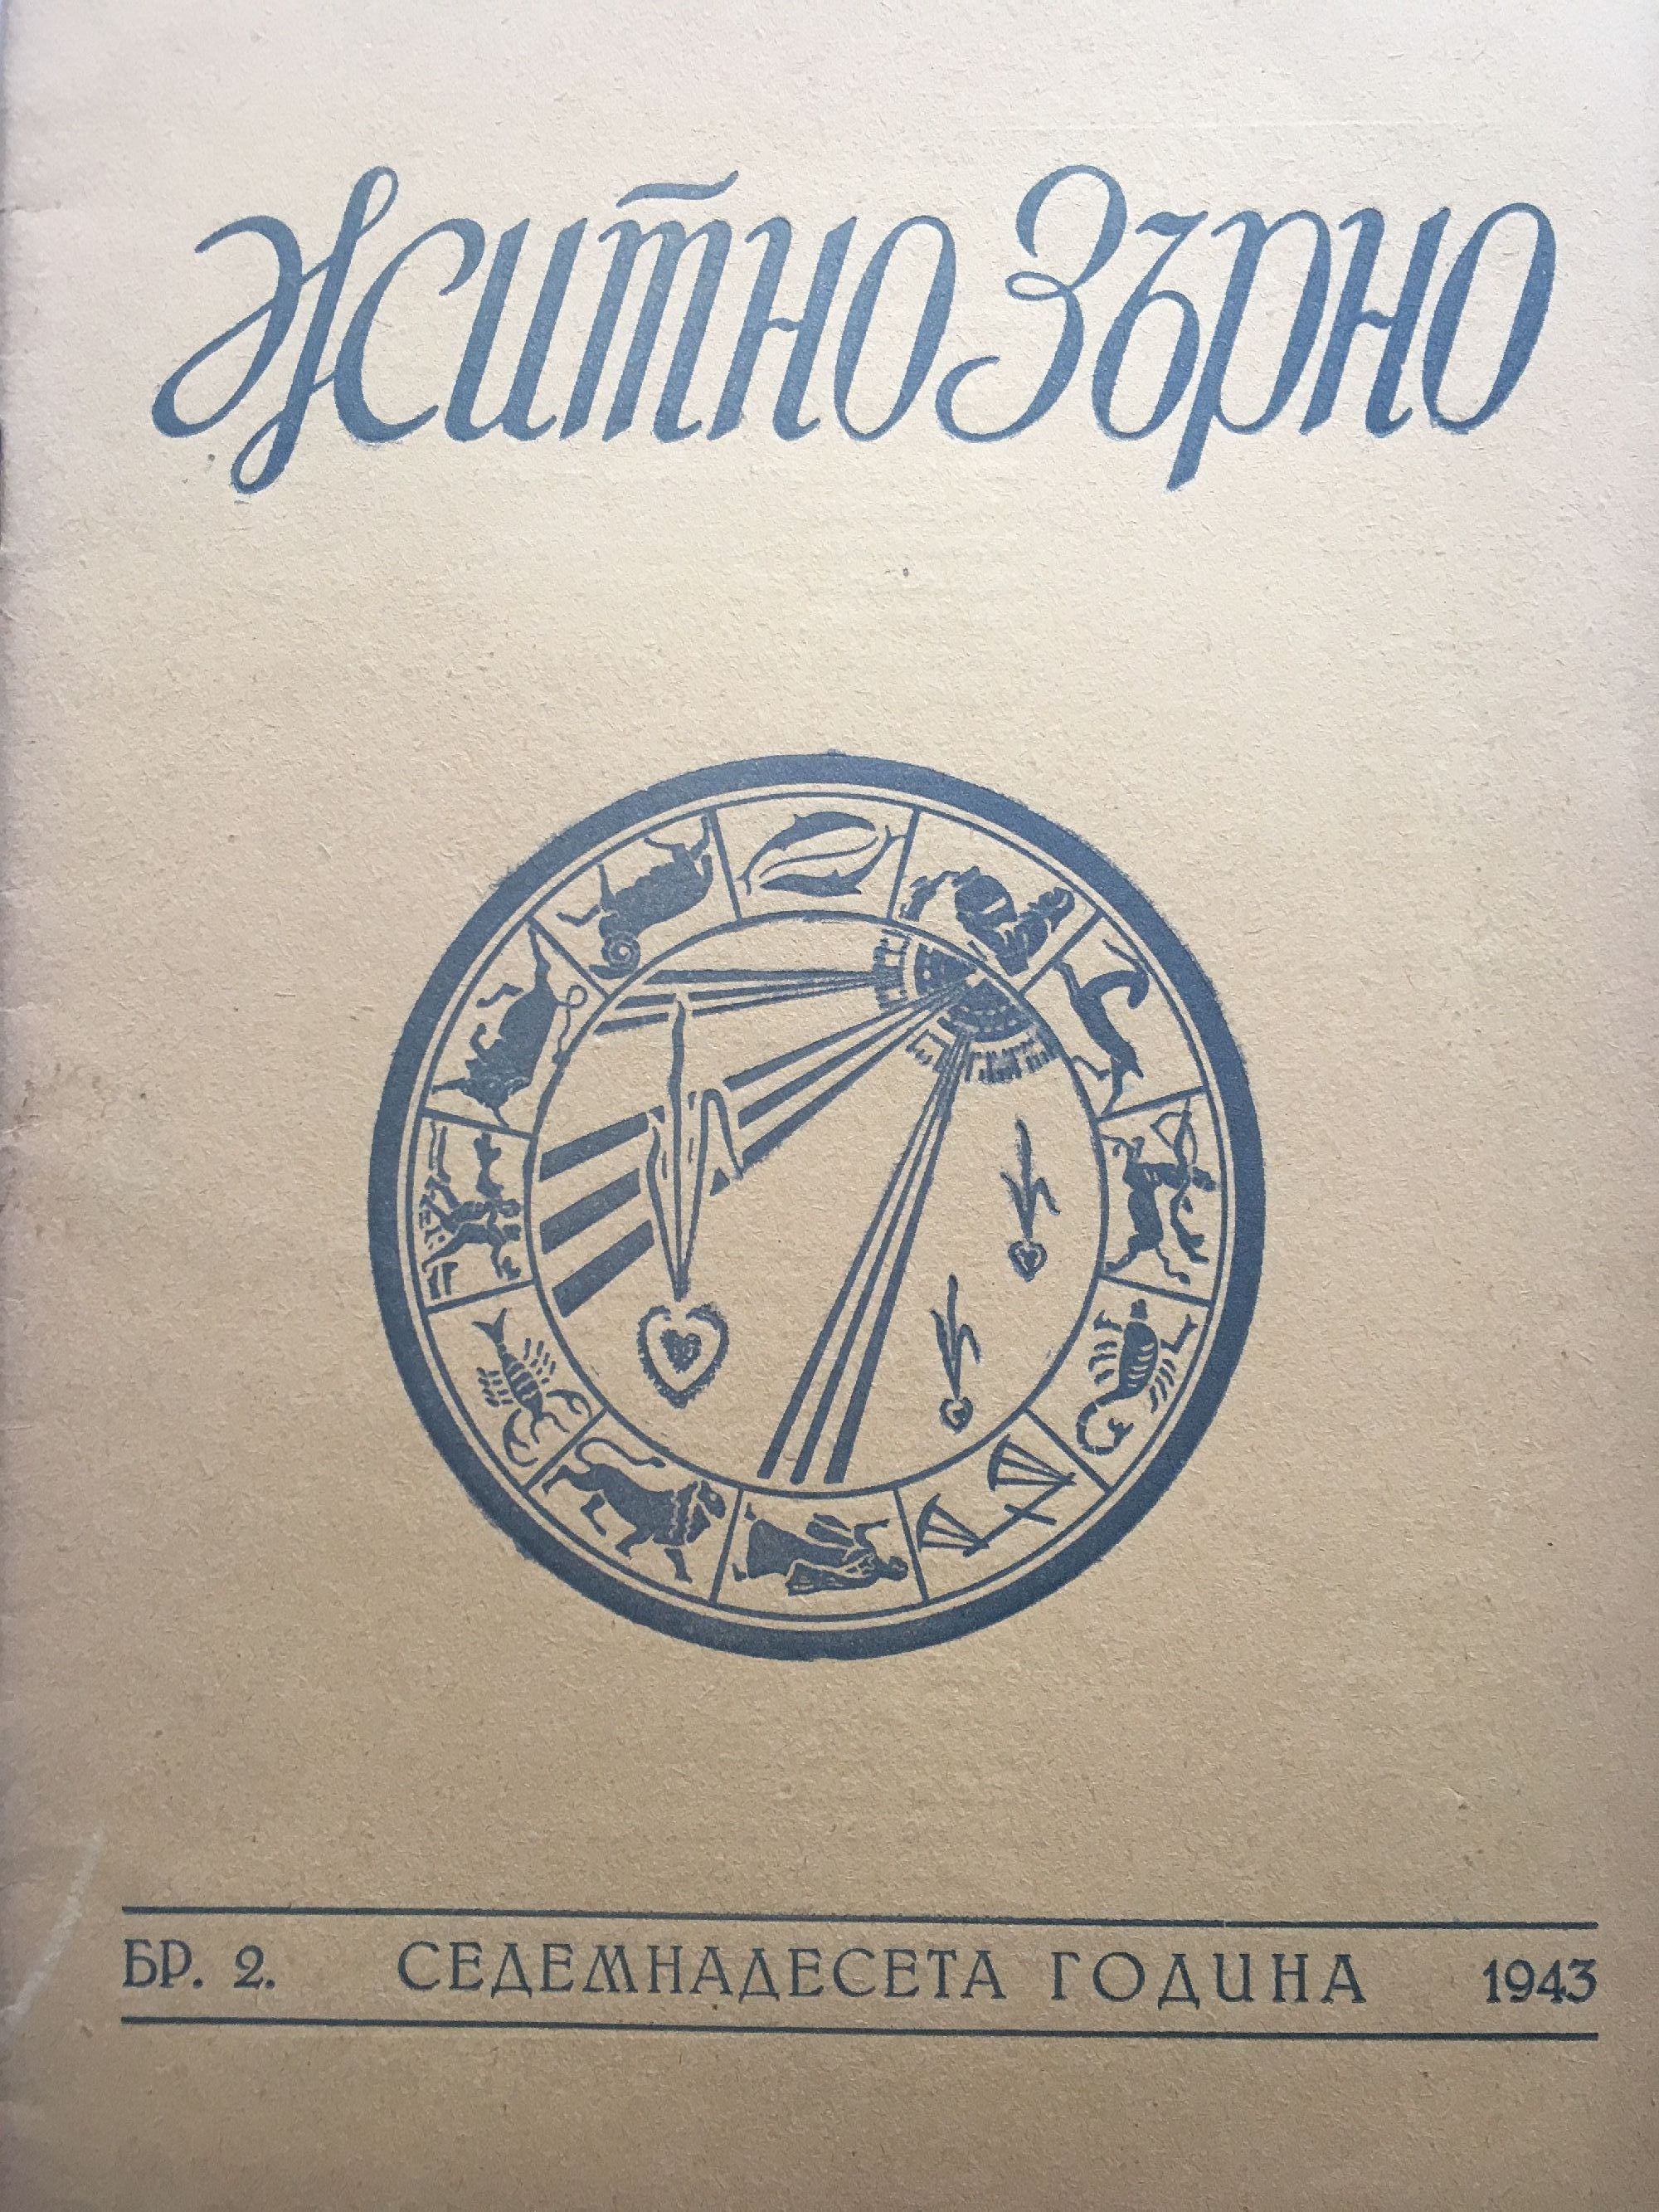 Житно Зърно
БР. 2. СЕДЕМНАДЕСЕТА ГОДИНА 1943